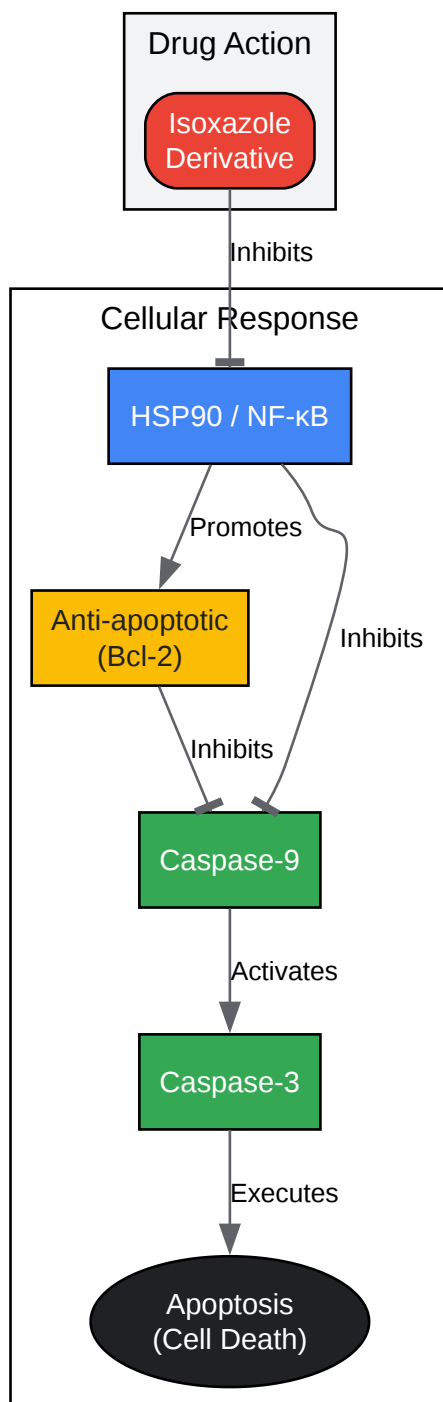 Drug Action
Isoxazole
Derivative
Inhibits
Cellular Response
HSP90 / NF-κB
Promotes
Anti-apoptotic
(Bcl-2)
Inhibits
Inhibits
Caspase-9
Activates
Caspase-3
Executes
Apoptosis
(Cell Death)